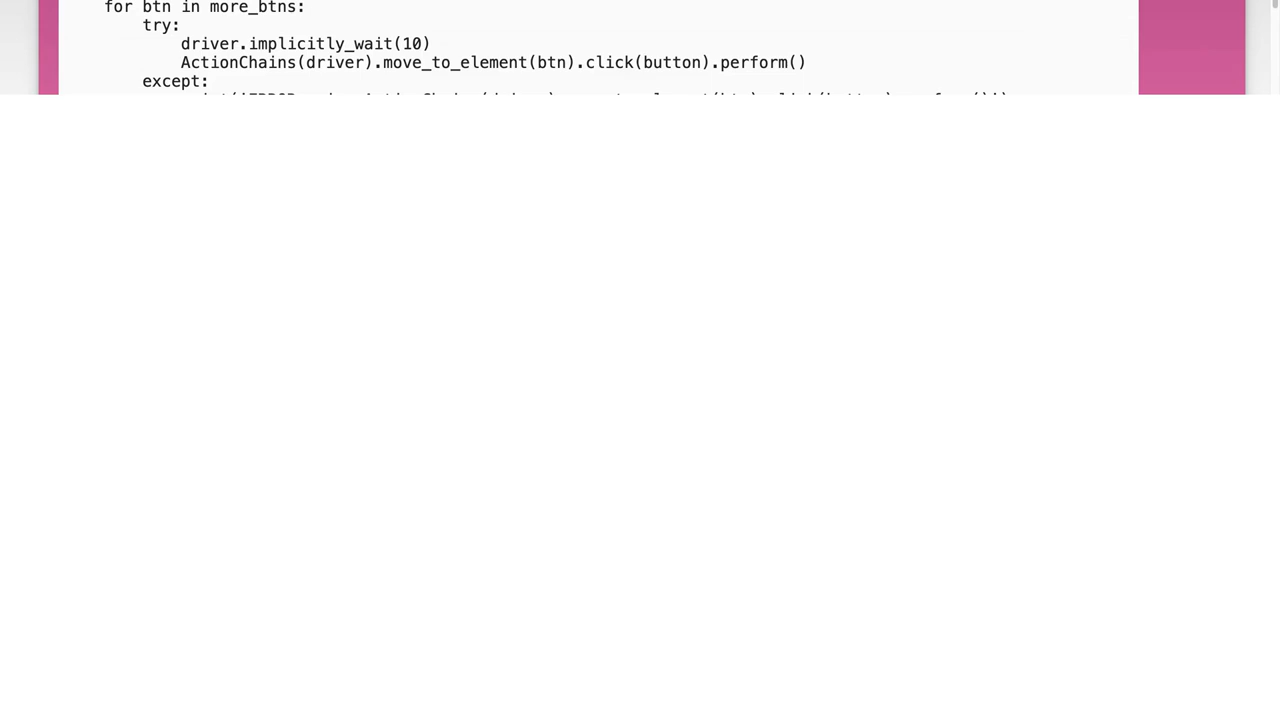 for btn in more_btns:
try:
driver.implicitly_wait(10)
ActionChains(driver).move_to_element(btn).click(button).perform()
except: